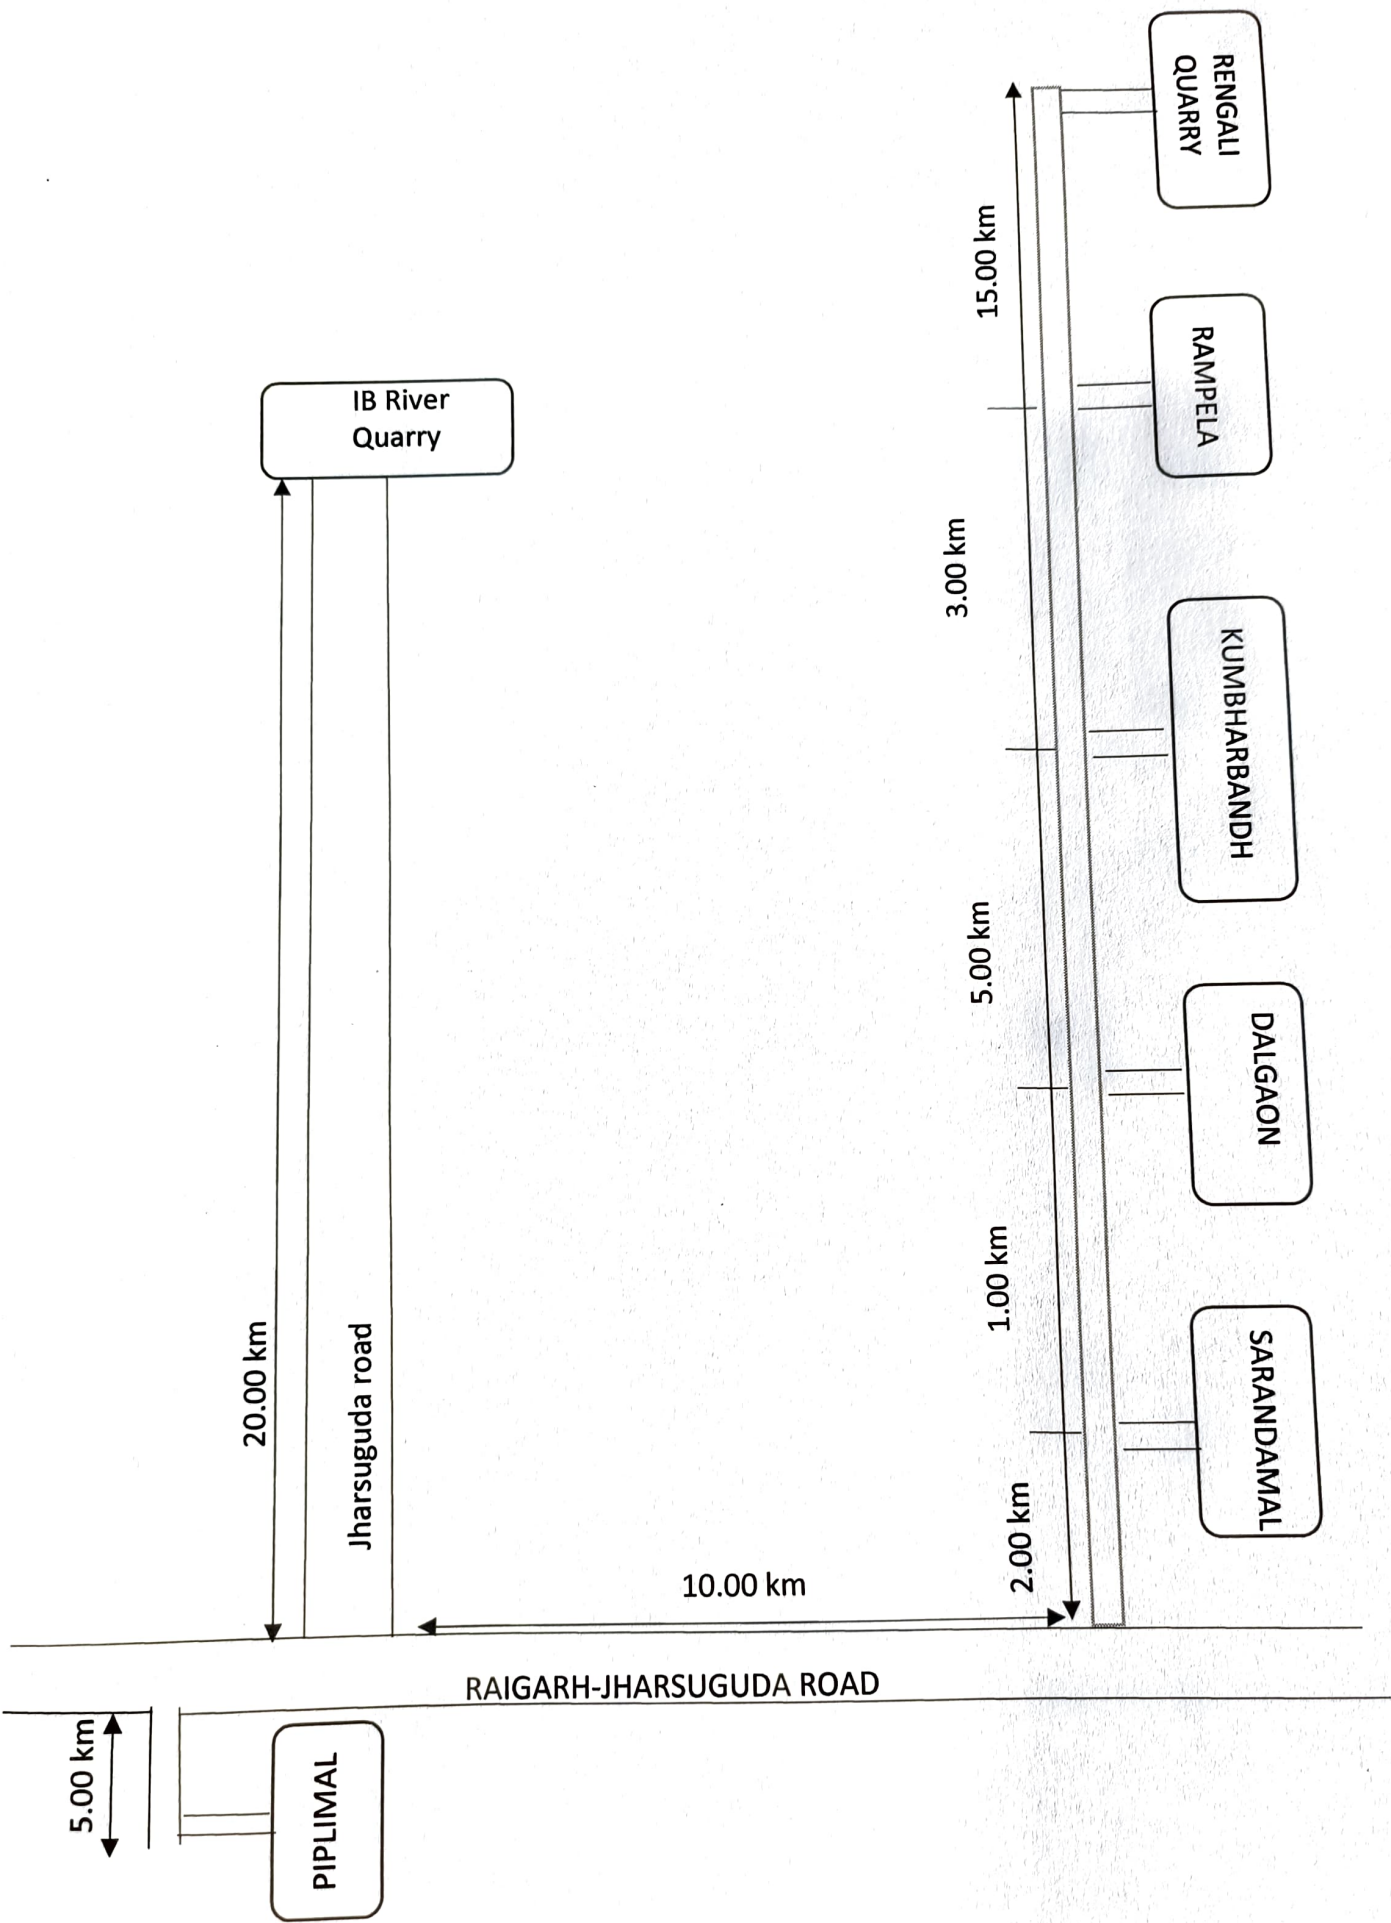 RENGALI
QUARRY
15.00 km
RAMPELA
IB River
Quarry
3.00 km
KUMBHARBANDH
5.00 km
DALGAON
1.00 km
SARANDAMAL
20.00 km
Jharsuguda road
2.00 km
10.00 km
RAIGARH-JHARSUGUDA ROAD
5.00 km
PIPLIMAL